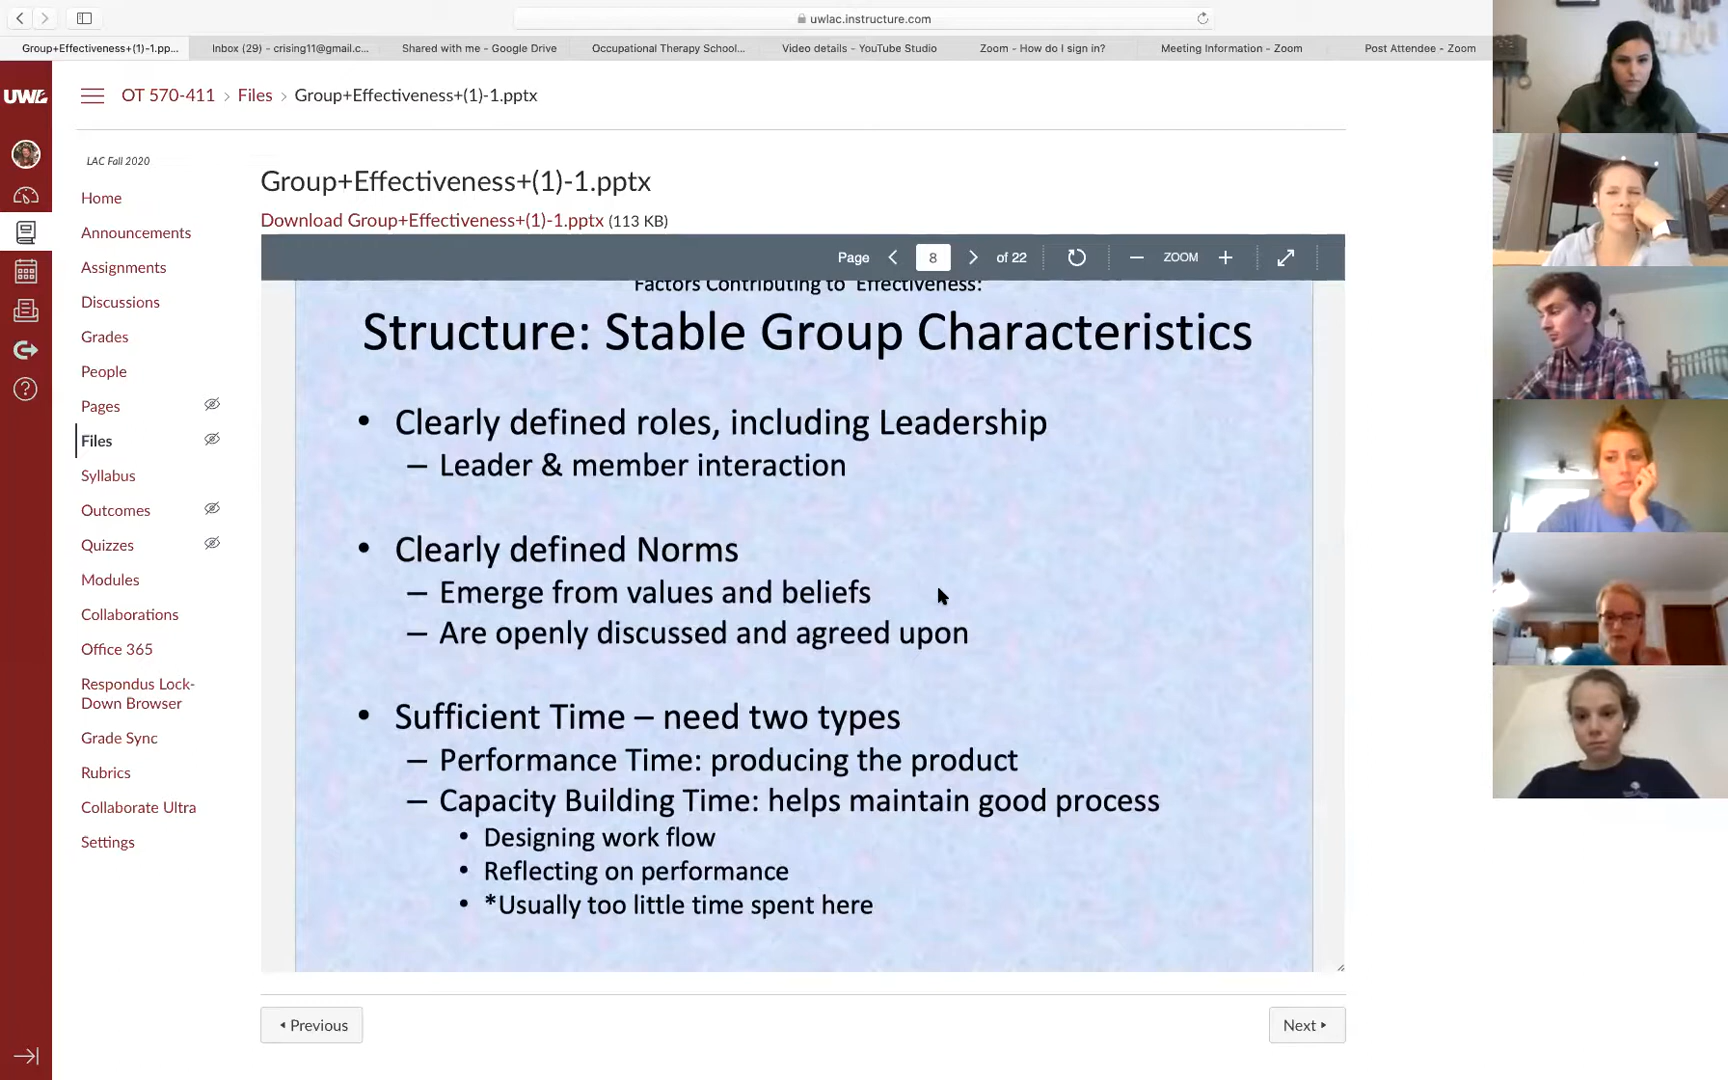 uwlac.instructure.com
Group+Effectiveness+(1)-1.pp...
Inbox (29) - crising11@gmail.c...
Shared with me - Google Drive
Occupational Therapy School...
Video details - YouTube Studio
Zoom - How do I sign in?
Meeting Information - Zoom
Post Attendee - Zoom
UWL
OT 570-411 › Files › Group+Effectiveness+(1)-1.pptx
LAC Fall 2020
Home
Announcements
Assignments
Discussions
Grades
People
Pages
Files
Syllabus
Outcomes
Quizzes
Modules
Collaborations
Office 365
Respondus Lock-
Down Browser
Grade Sync
Rubrics
Collaborate Ultra
Settings
Group+Effectiveness+(1)-1.pptx
Download Group+Effectiveness+(1)-1.pptx (113 KB)
Page 8 of 22 ZOOM
Factors Contributing to Effectiveness:
Structure: Stable Group Characteristics
• Clearly defined roles, including Leadership
– Leader & member interaction
• Clearly defined Norms
– Emerge from values and beliefs
– Are openly discussed and agreed upon
• Sufficient Time – need two types
– Performance Time: producing the product
– Capacity Building Time: helps maintain good process
• Designing work flow
• Reflecting on performance
• *Usually too little time spent here
Previous
Next